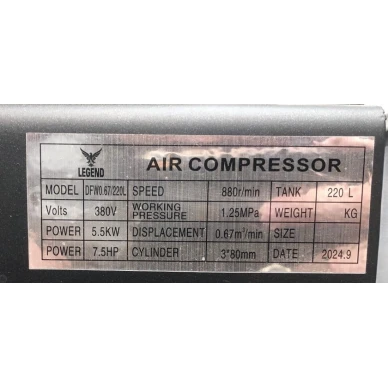 LEGEND
AIR COMPRESSOR
MODEL DFW0.67/220L SPEED 880r/min TANK 220 L
Volts 380V WORKING PRESSURE 1.25MPa WEIGHT KG
POWER 5.5KW DISPLACEMENT 0.67m³/min SIZE
POWER 7.5HP CYLINDER 3*80mm DATE 2024.9